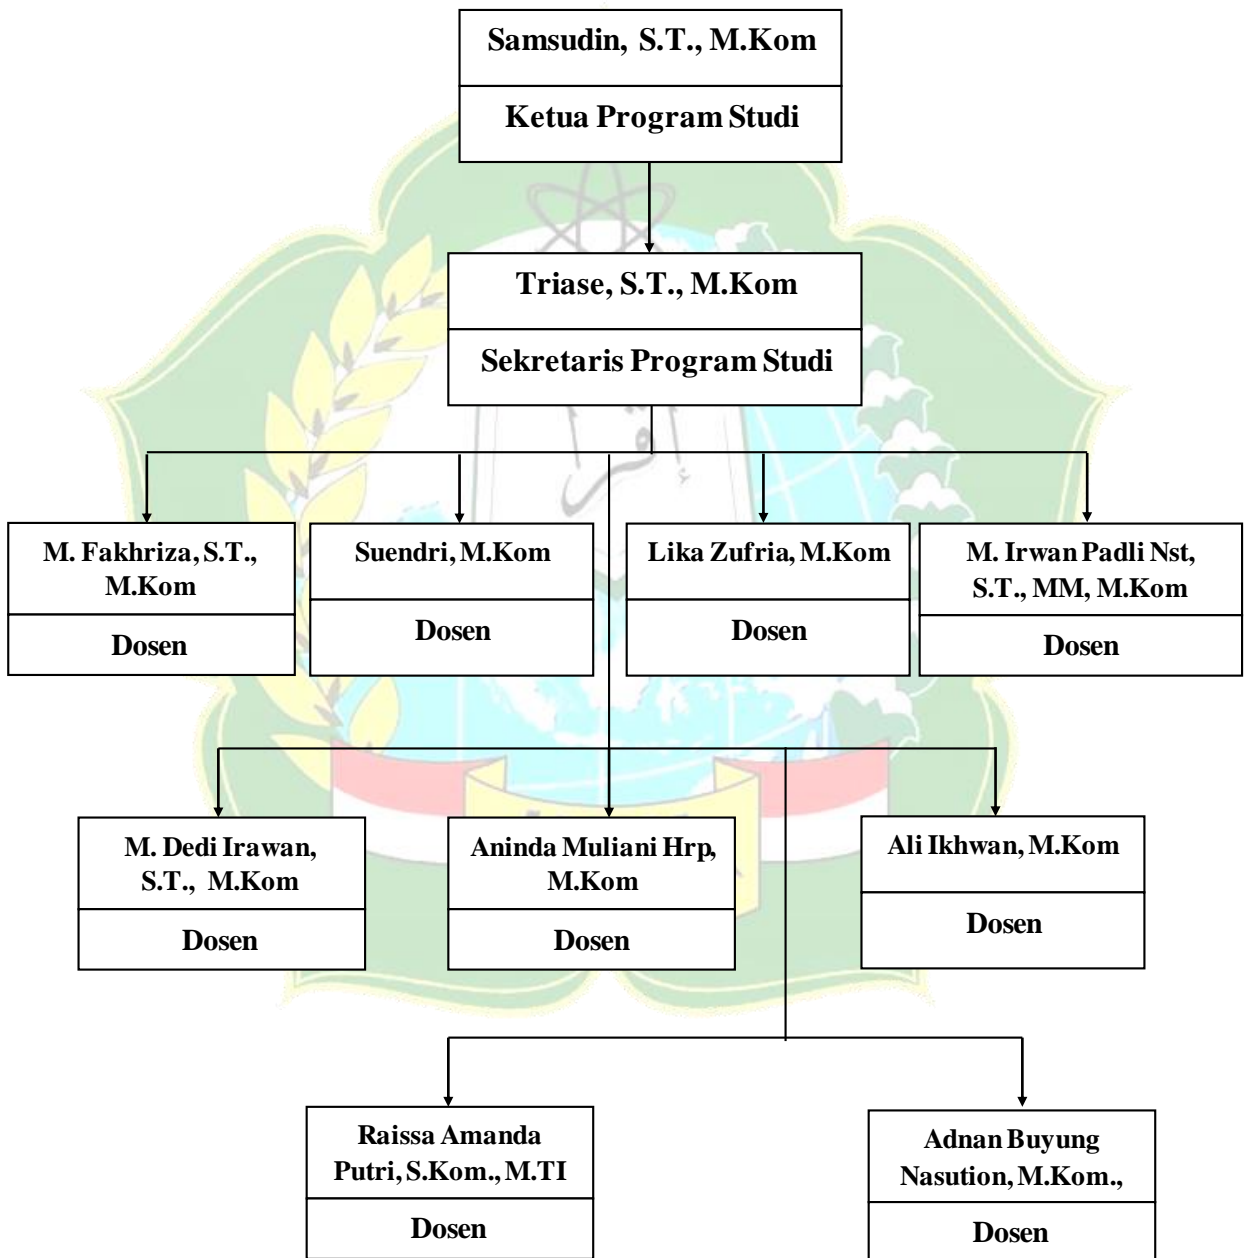 Samsudin, S.T., M.Kom
Ketua Program Studi
Triase, S.T., M.Kom
Sekretaris Program Studi
M. Fakhriza, S.T.,
M.Kom
Dosen
Suendri, M.Kom
Dosen
Lika Zufria, M.Kom
Dosen
M. Irwan Padli Nst,
S.T., MM, M.Kom
Dosen
M. Dedi Irawan,
S.T., M.Kom
Dosen
Aninda Muliani Hrp,
M.Kom
Dosen
Ali Ikhwan, M.Kom
Dosen
Raissa Amanda
Putri, S.Kom., M.TI
Dosen
Adnan Buyung
Nasution, M.Kom.,
Dosen